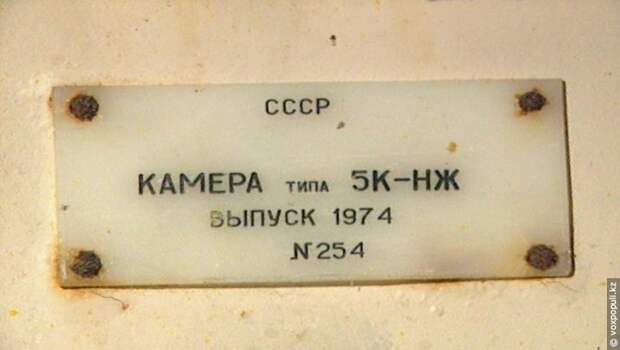 СССР
КАМЕРА типа 5К-НЖ
ВЫПУСК 1974
№254
© voxpopuli.kz